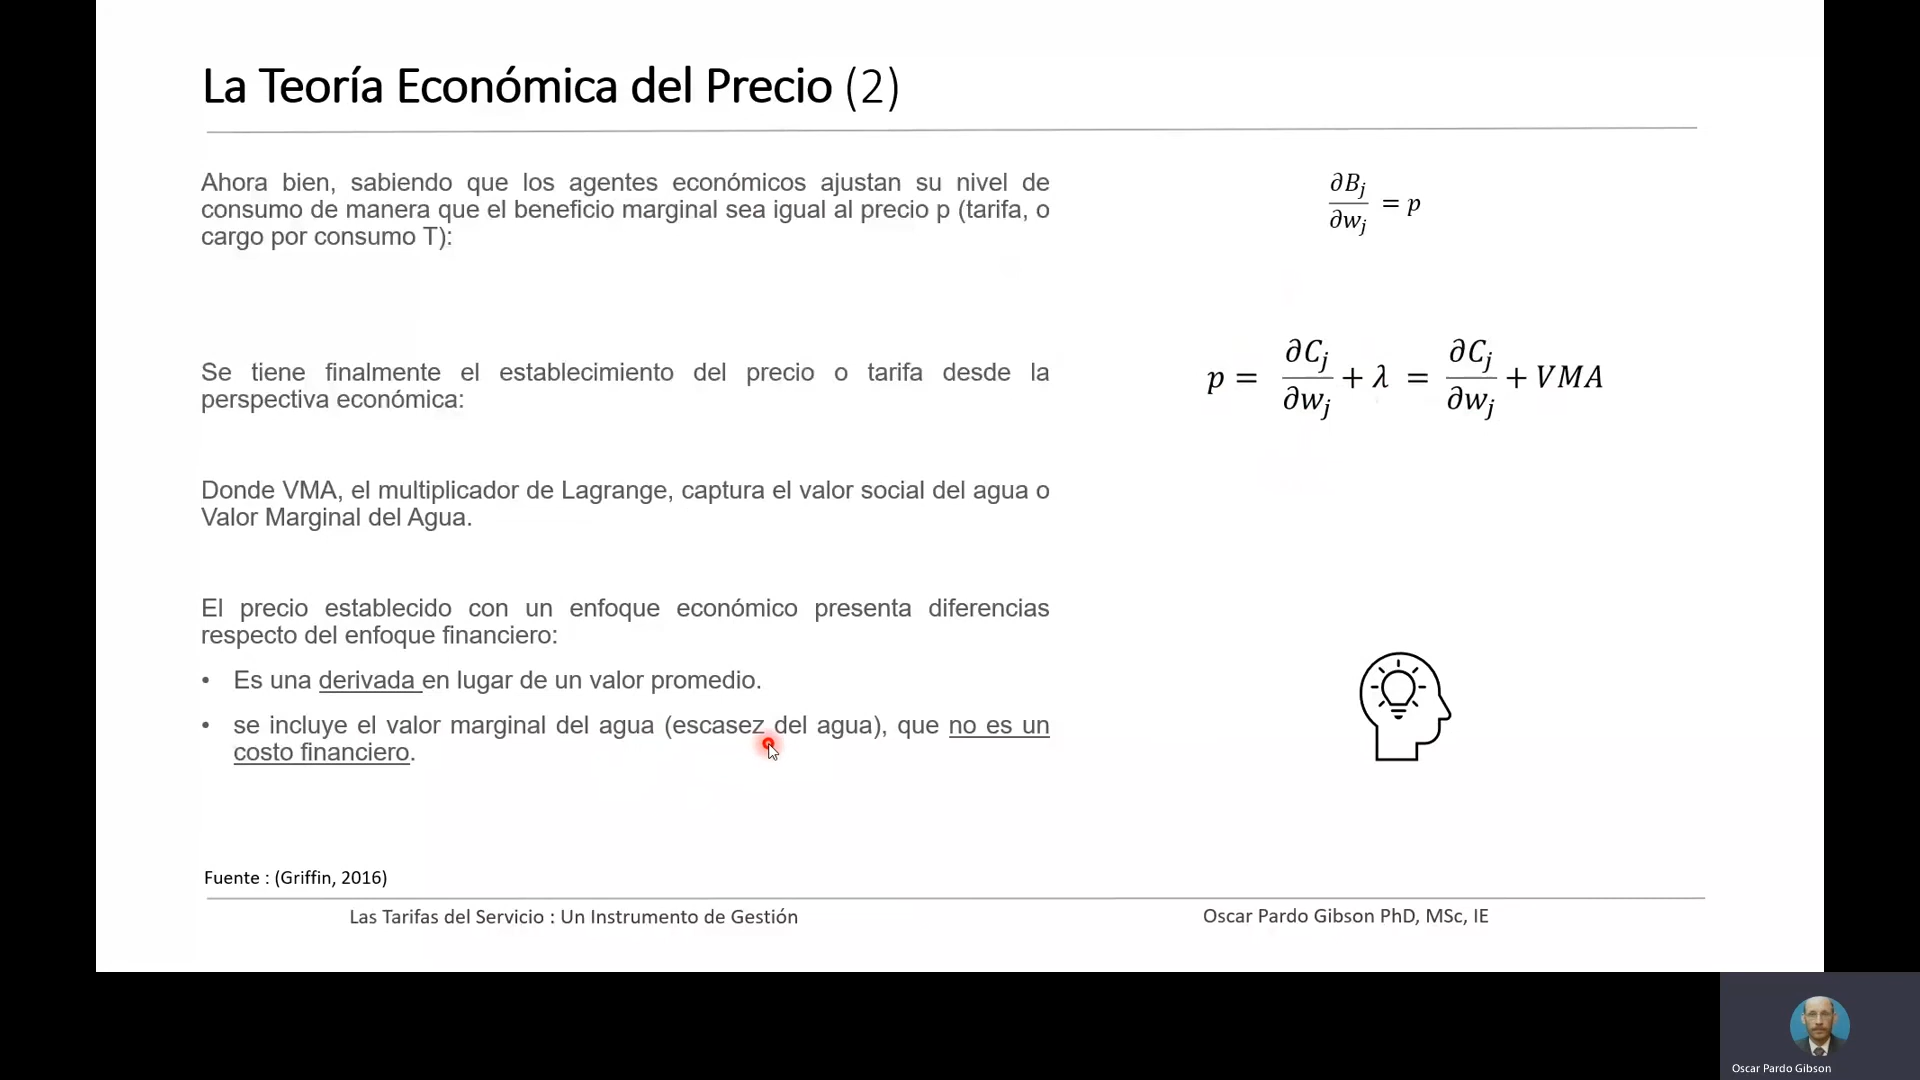 La Teoría Económica del Precio (2)
Ahora bien, sabiendo que los agentes económicos ajustan su nivel de
consumo de manera que el beneficio marginal sea igual al precio p (tarifa, o
cargo por consumo T):
∂Bj/∂wj = p
Se tiene finalmente el establecimiento del precio o tarifa desde la
perspectiva económica:
p = ∂Cj/∂wj + λ = ∂Cj/∂wj + VMA
Donde VMA, el multiplicador de Lagrange, captura el valor social del agua o
Valor Marginal del Agua.
El precio establecido con un enfoque económico presenta diferencias
respecto del enfoque financiero:
• Es una derivada en lugar de un valor promedio.
• se incluye el valor marginal del agua (escasez del agua), que no es un
costo financiero.
Fuente : (Griffin, 2016)
Las Tarifas del Servicio : Un Instrumento de Gestión
Oscar Pardo Gibson PhD, MSc, IE
Oscar Pardo Gibson